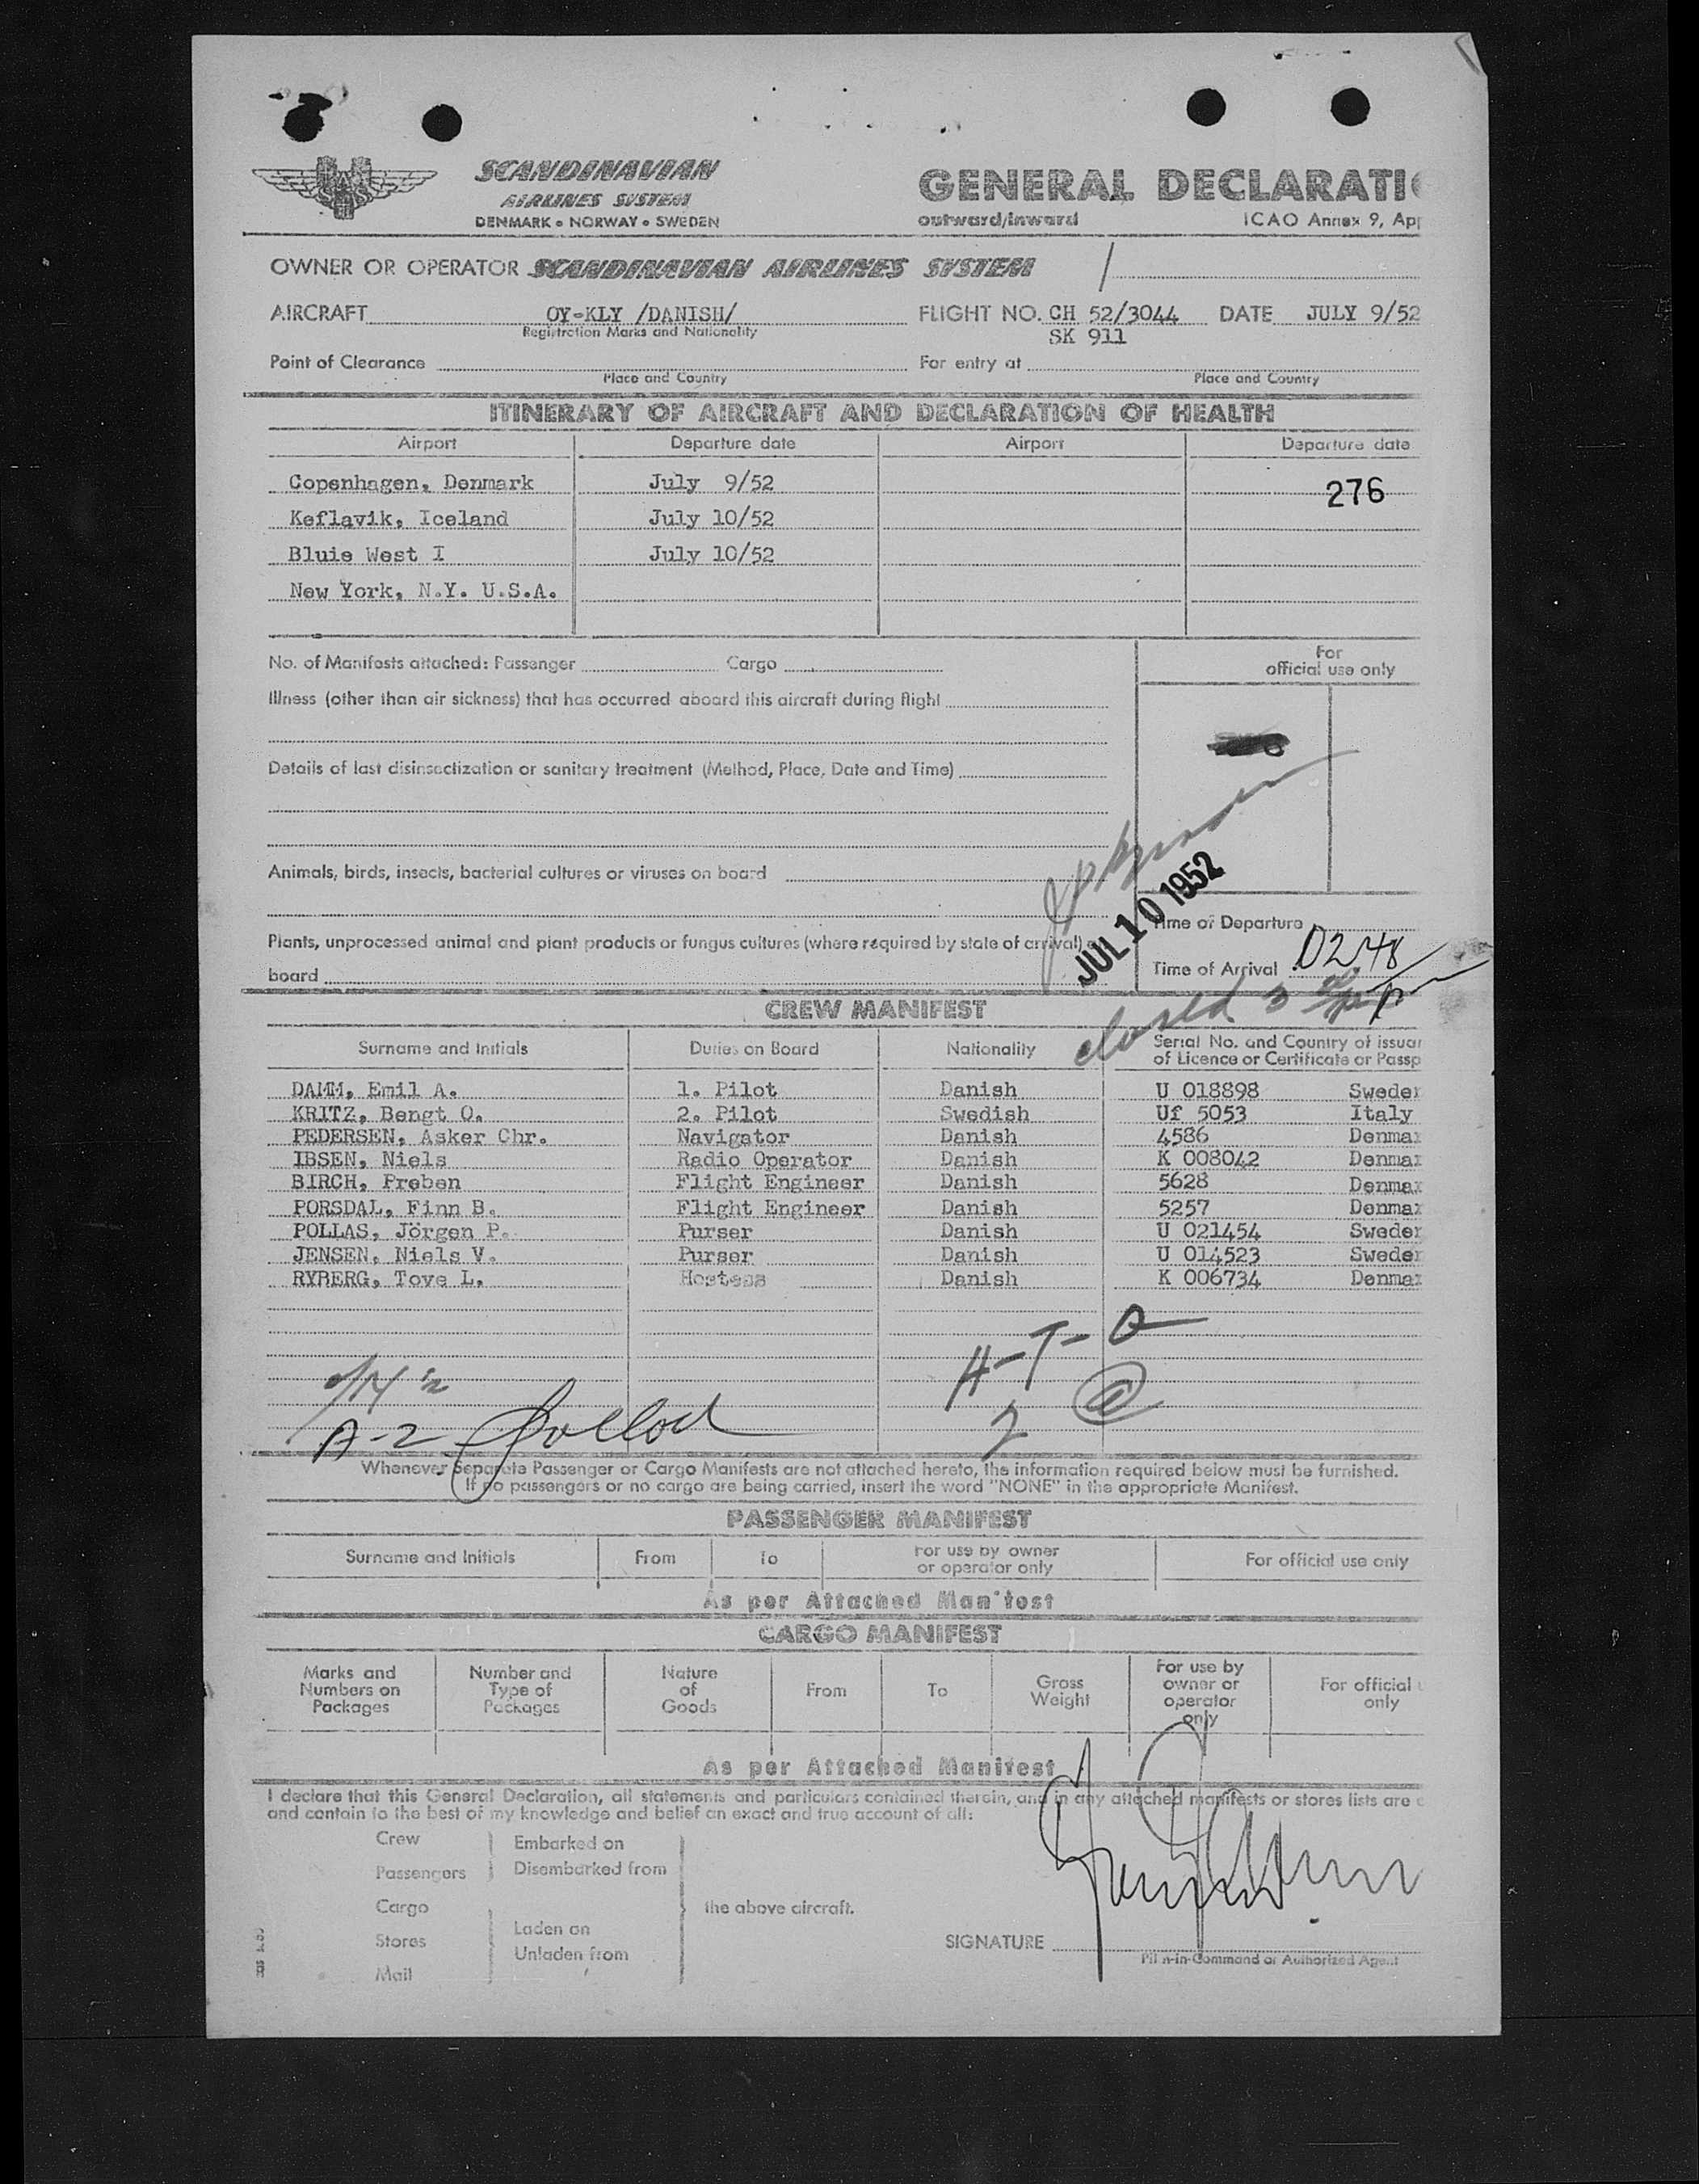 SCANDINAVIAN
AIRLINES SYSTEM
DENMARK • NORWAY • SWEDEN
GENERAL DECLARATI
outward/inward ICAO Annex 9, App
OWNER OR OPERATOR SCANDINAVIAN AIRLINES SYSTEM
AIRCRAFT OY-KLY /DANISH/ FLIGHT NO. CH 52/3044 DATE JULY 9/52
Registration Marks and Nationality SK 911
Point of Clearance For entry at
Place and Country Place and Country
ITINERARY OF AIRCRAFT AND DECLARATION OF HEALTH
Airport Departure date Airport Departure date
Copenhagen, Denmark July 9/52 276
Keflavik, Iceland July 10/52
Bluie West I July 10/52
New York, N.Y. U.S.A.
No. of Manifests attached: Passenger Cargo
For
official use only
Illness (other than air sickness) that has occurred aboard this aircraft during flight
Details of last disinsectization or sanitary treatment (Method, Place, Date and Time)
Animals, birds, insects, bacterial cultures or viruses on board
JUL 10 1952
Time of Departure
Plants, unprocessed animal and plant products or fungus cultures (where required by state of arrival)
board
Time of Arrival 0248
closed 3
CREW MANIFEST
Surname and Initials Duties on Board Nationality Serial No. and Country of issuan
of Licence or Certificate or Passp
DAMM, Emil A. 1. Pilot Danish U 018898 Sweden
KRITZ, Bengt O. 2. Pilot Swedish Uf 5053 Italy
PEDERSEN, Asker Chr. Navigator Danish 4586 Denmar
IBSEN, Niels Radio Operator Danish K 008042 Denmar
BIRCH, Preben Flight Engineer Danish 5628 Denmar
PORSDAL, Finn B. Flight Engineer Danish 5257 Denmar
POLLAS, Jörgen P. Purser Danish U 021454 Sweden
JENSEN, Niels V. Purser Danish U 014523 Sweden
RYBERG, Tove L. Hostess Danish K 006734 Denmar
H-T-Q
2
A-2
Whenever Separate Passenger or Cargo Manifests are not attached hereto, the information required below must be furnished.
If no passengers or no cargo are being carried, insert the word "NONE" in the appropriate Manifest.
PASSENGER MANIFEST
Surname and Initials From To For use by owner
or operator only For official use only
As per Attached Manifest
CARGO MANIFEST
Marks and
Numbers on
Packages
Number and
Type of
Packages
Nature
of
Goods
From
To
Gross
Weight
For use by
owner or
operator
only
For official u
only
As per Attached Manifest
I declare that this General Declaration, all statements and particulars contained therein, and in any attached manifests or stores lists are c
and contain to the best of my knowledge and belief an exact and true account of all:
Crew Embarked on
Passengers Disembarked from
Cargo the above aircraft.
Stores Laden on
Unladen from
Mail
SIGNATURE
Pilot-in-Command or Authorized Agent